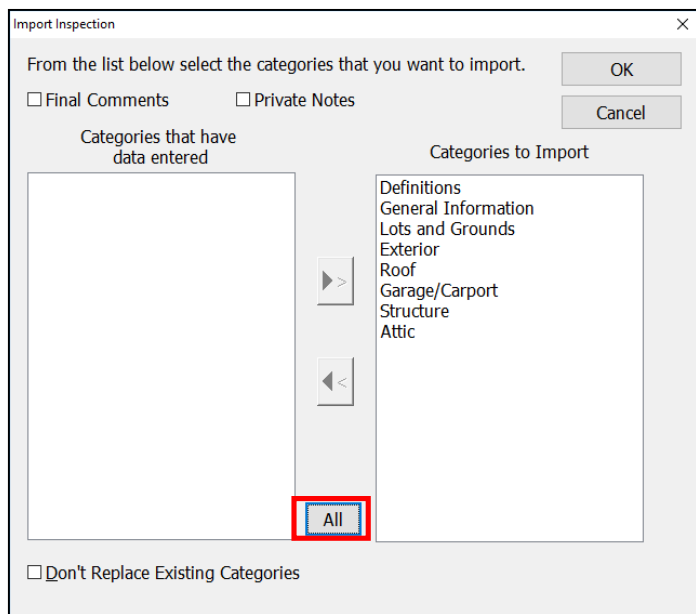 Import Inspection
From the list below select the categories that you want to import.
OK
Final Comments
Private Notes
Cancel
Categories that have
data entered
Categories to Import
Definitions
General Information
Lots and Grounds
Exterior
Roof
Garage/Carport
Structure
Attic
>
<
All
Don't Replace Existing Categories